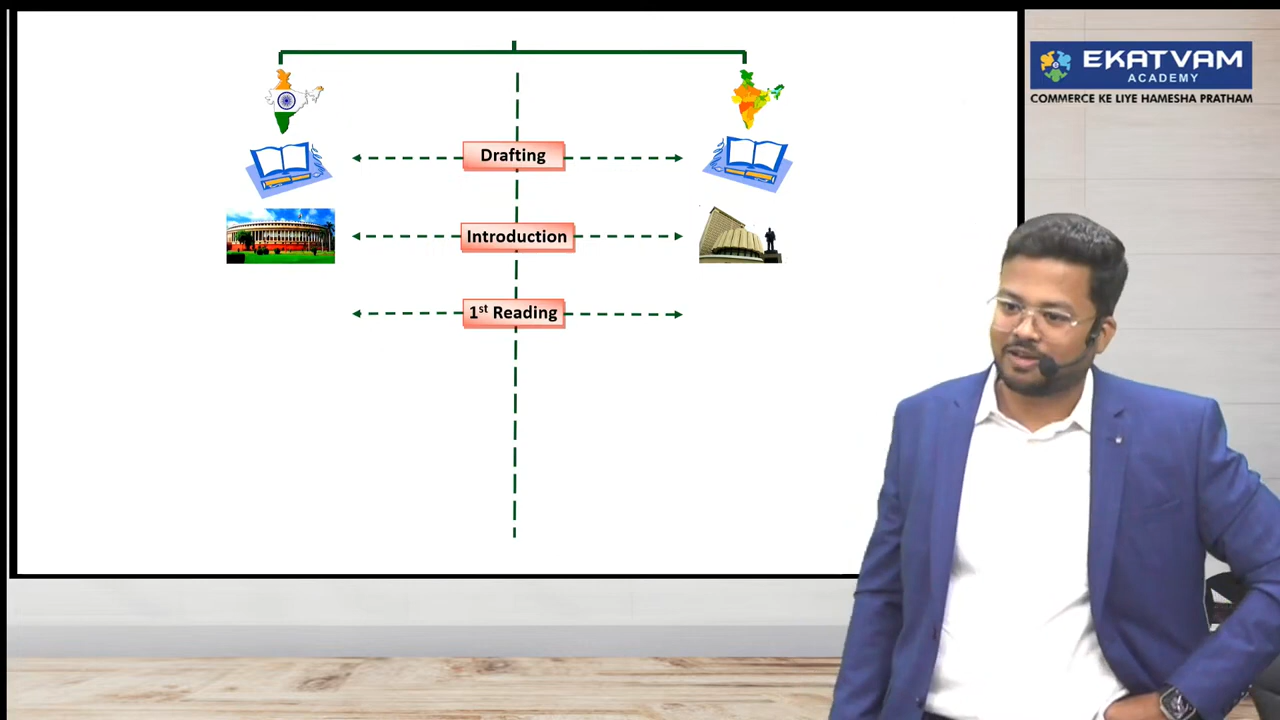 EKATVAM
ACADEMY
COMMERCE KE LIYE HAMESHA PRATHAM
Drafting
Introduction
1st Reading